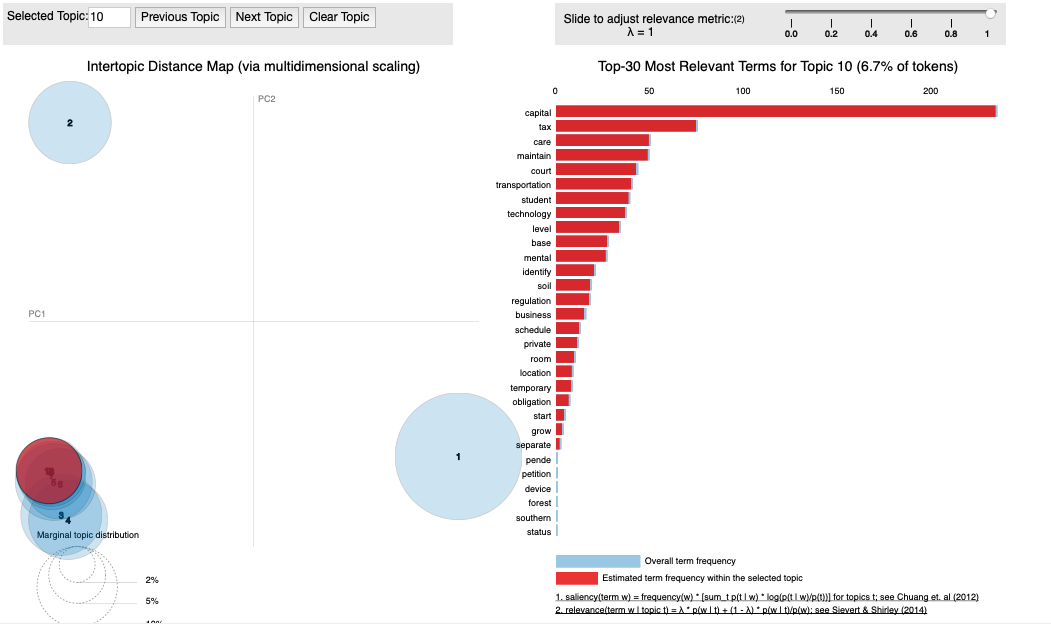 Selected Topic: 10 Previous Topic Next Topic Clear Topic
Slide to adjust relevance metric:(2)
λ = 1
0.0 0.2 0.4 0.6 0.8 1
Intertopic Distance Map (via multidimensional scaling)
PC2
PC1
2
1
3
4
Marginal topic distribution
2%
5%
10%
Top-30 Most Relevant Terms for Topic 10 (6.7% of tokens)
0 50 100 150 200
capital
tax
care
maintain
court
transportation
student
technology
level
base
mental
identify
soil
regulation
business
schedule
private
room
location
temporary
obligation
start
grow
separate
pende
petition
device
forest
southern
status
Overall term frequency
Estimated term frequency within the selected topic
1. saliency(term w) = frequency(w) * [sum_t p(t | w) * log(p(t | w)/p(t))] for topics t; see Chuang et. al (2012)
2. relevance(term w | topic t) = λ * p(w | t) + (1 - λ) * p(w | t)/p(w); see Sievert & Shirley (2014)